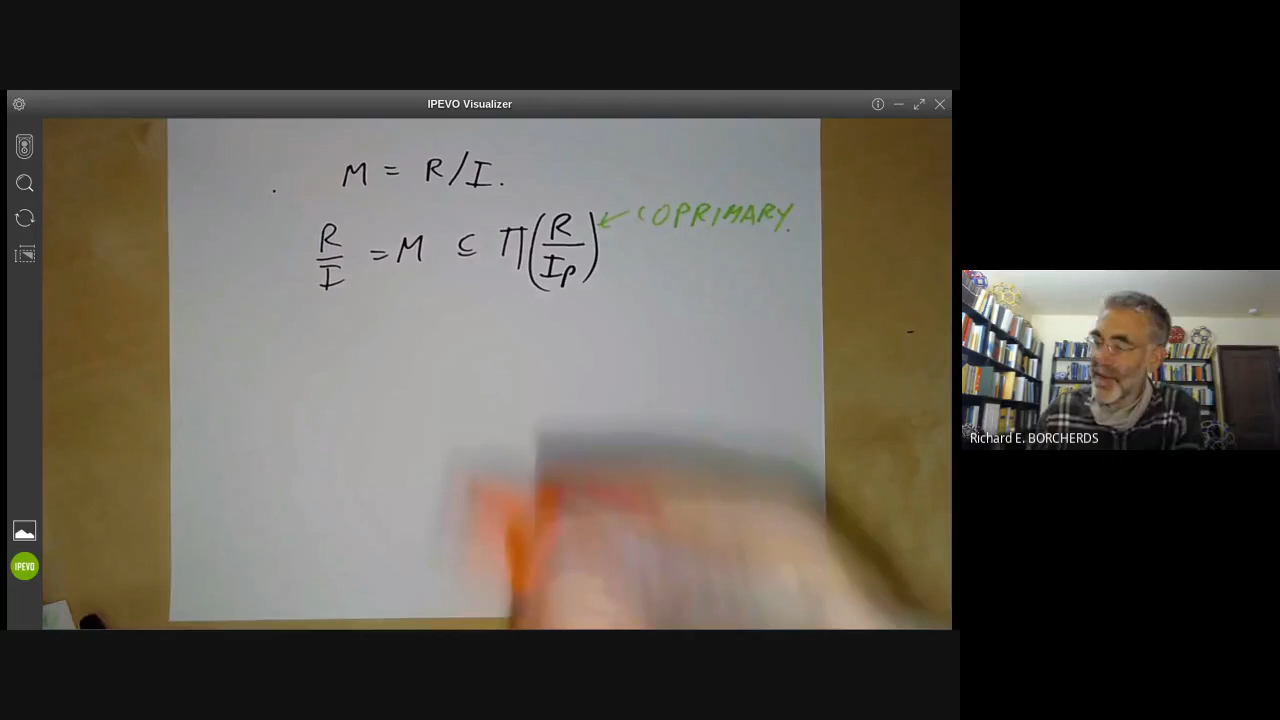 IPEVO Visualizer
M = R/I.
R/I = M ⊆ Π(R/I_P) ← COPRIMARY.
Richard E. BORCHERDS
IPEVO